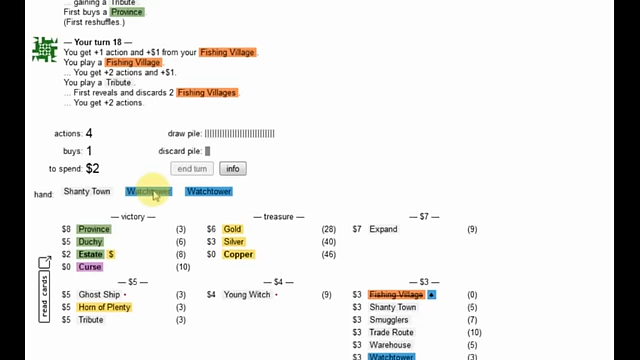 ... gaining a Tribute
First buys a Province.
(First reshuffles.)
— Your turn 18 —
You get +1 action and +$1 from your Fishing Village.
You play a Fishing Village.
... You get +2 actions and +$1.
You play a Tribute.
... First reveals and discards 2 Fishing Villages.
... You get +2 actions.
actions: 4 draw pile: ||||||||||||||||||||||||||||
buys: 1 discard pile:
to spend: $2 end turn info
hand: Shanty Town Watchtower Watchtower
— victory — — treasure — — $7 —
$8 Province (3) $6 Gold (28) $7 Expand (9)
$5 Duchy (6) $3 Silver (40)
$2 Estate $ (8) $0 Copper (46)
$0 Curse (10)
read cards
— $5 — — $4 — — $3 —
$5 Ghost Ship • (3) $4 Young Witch • (9) $3 Fishing Village ♠ (0)
$5 Horn of Plenty (3) $3 Shanty Town (5)
$5 Tribute (3) $3 Smugglers (7)
$3 Trade Route (10)
$3 Warehouse (5)
$3 Watchtower (3)